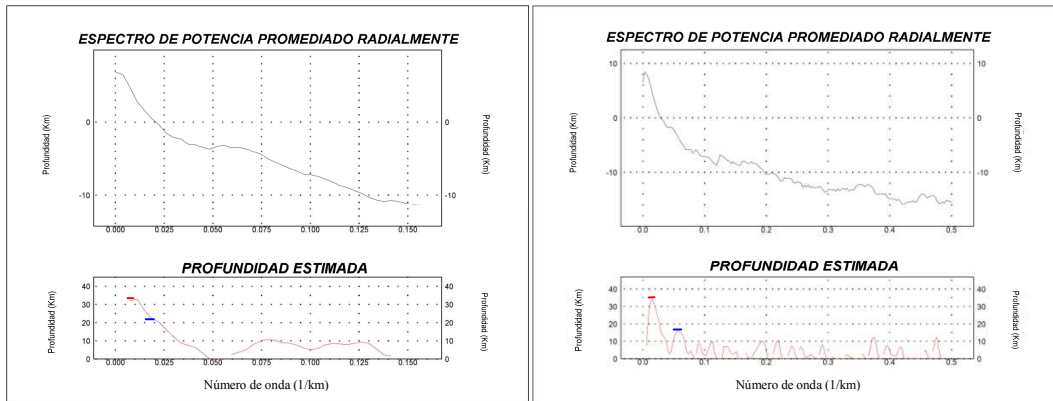 ESPECTRO DE POTENCIA PROMEDIADO RADIALMENTE
Profundidad (Km)
0
-10
0
-10
Profundidad (Km)
0.000 0.025 0.050 0.075 0.100 0.125 0.150
PROFUNDIDAD ESTIMADA
Profundidad (Km)
40
30
20
10
0
40
30
20
10
0
Profundidad (Km)
0.000 0.025 0.050 0.075 0.100 0.125 0.150
Número de onda (1/km)
ESPECTRO DE POTENCIA PROMEDIADO RADIALMENTE
Profundidad (Km)
10
0
-10
10
0
-10
Profundidad (Km)
0.0 0.1 0.2 0.3 0.4 0.5
PROFUNDIDAD ESTIMADA
Profundidad (Km)
40
30
20
10
0
40
30
20
10
0
Profundidad (Km)
0.0 0.1 0.2 0.3 0.4 0.5
Número de onda (1/km)